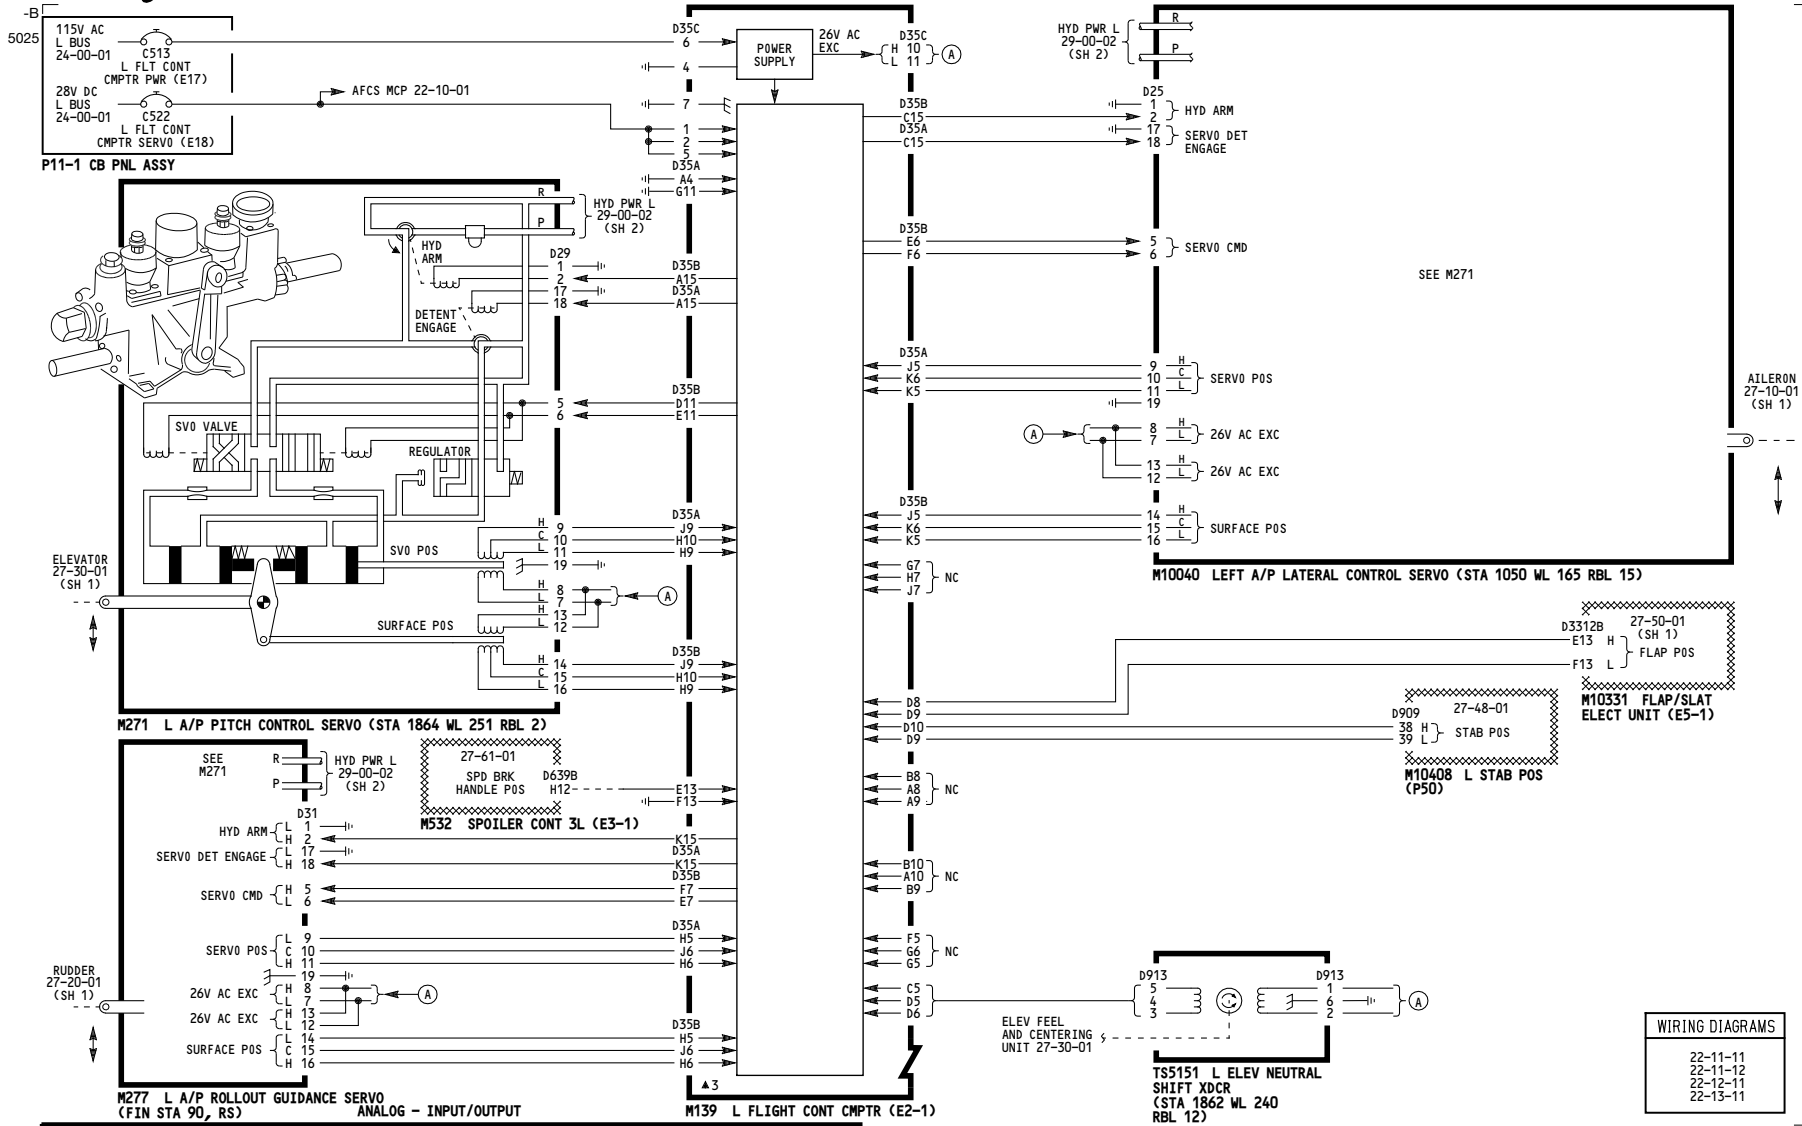 -B
5025
115V AC
L BUS
24-00-01
C513
L FLT CONT
CMPTR PWR (E17)
28V DC
L BUS
24-00-01
C522
L FLT CONT
CMPTR SERVO (E18)
P11-1 CB PNL ASSY
AFCS MCP 22-10-01
D35C
6
4
7
1
2
5
D35A
A4
G11
POWER
SUPPLY
26V AC
EXC
D35C
H 10
L 11
A
HYD PWR L
29-00-02
(SH 2)
R
P
D25
1
2
HYD ARM
17
18
SERVO DET
ENGAGE
D35B
C15
D35A
C15
D35B
E6
F6
5
6
SERVO CMD
SEE M271
D35A
J5
K6
K5
9 H
10 C
11 L
SERVO POS
19
A
8 H
7 L
26V AC EXC
13 H
12 L
26V AC EXC
D35B
J5
K6
K5
14 H
15 C
16 L
SURFACE POS
AILERON
27-10-01
(SH 1)
M10040 LEFT A/P LATERAL CONTROL SERVO (STA 1050 WL 165 RBL 15)
R
P
HYD PWR L
29-00-02
(SH 2)
HYD
ARM
D29
1
2
17
18
DETENT
ENGAGE
D35B
A15
D35A
A15
5
6
D35B
D11
E11
SVO VALVE
REGULATOR
SVO POS
H 9
C 10
L 11
19
D35A
J9
H10
H9
H 8
L 7
H 13
L 12
A
SURFACE POS
H 14
C 15
L 16
D35B
J9
H10
H9
ELEVATOR
27-30-01
(SH 1)
M271 L A/P PITCH CONTROL SERVO (STA 1864 WL 251 RBL 2)
G7
H7
J7
NC
D3312B
E13 H
F13 L
27-50-01
(SH 1)
FLAP POS
M10331 FLAP/SLAT
ELECT UNIT (E5-1)
D8
D9
D10
D9
D909
38 H
39 L
27-48-01
STAB POS
M10408 L STAB POS
(P50)
SEE
M271
R
P
HYD PWR L
29-00-02
(SH 2)
27-61-01
SPD BRK
HANDLE POS
D639B
H12
M532 SPOILER CONT 3L (E3-1)
E13
F13
B8
A8
A9
NC
D31
HYD ARM
L 1
H 2
SERVO DET ENGAGE
L 17
H 18
SERVO CMD
H 5
L 6
K15
D35A
K15
D35B
F7
E7
B10
A10
B9
NC
SERVO POS
L 9
C 10
H 11
19
D35A
H5
J6
H6
F5
G6
G5
NC
26V AC EXC
H 8
L 7
26V AC EXC
H 13
L 12
A
SURFACE POS
L 14
C 15
H 16
D35B
H5
J6
H6
RUDDER
27-20-01
(SH 1)
C5
D5
D6
D913
5
4
3
D913
1
6
2
A
ELEV FEEL
AND CENTERING
UNIT 27-30-01
TS5151 L ELEV NEUTRAL
SHIFT XDCR
(STA 1862 WL 240
RBL 12)
▲3
M277 L A/P ROLLOUT GUIDANCE SERVO
(FIN STA 90, RS)
ANALOG - INPUT/OUTPUT
M139 L FLIGHT CONT CMPTR (E2-1)
WIRING DIAGRAMS
22-11-11
22-11-12
22-12-11
22-13-11